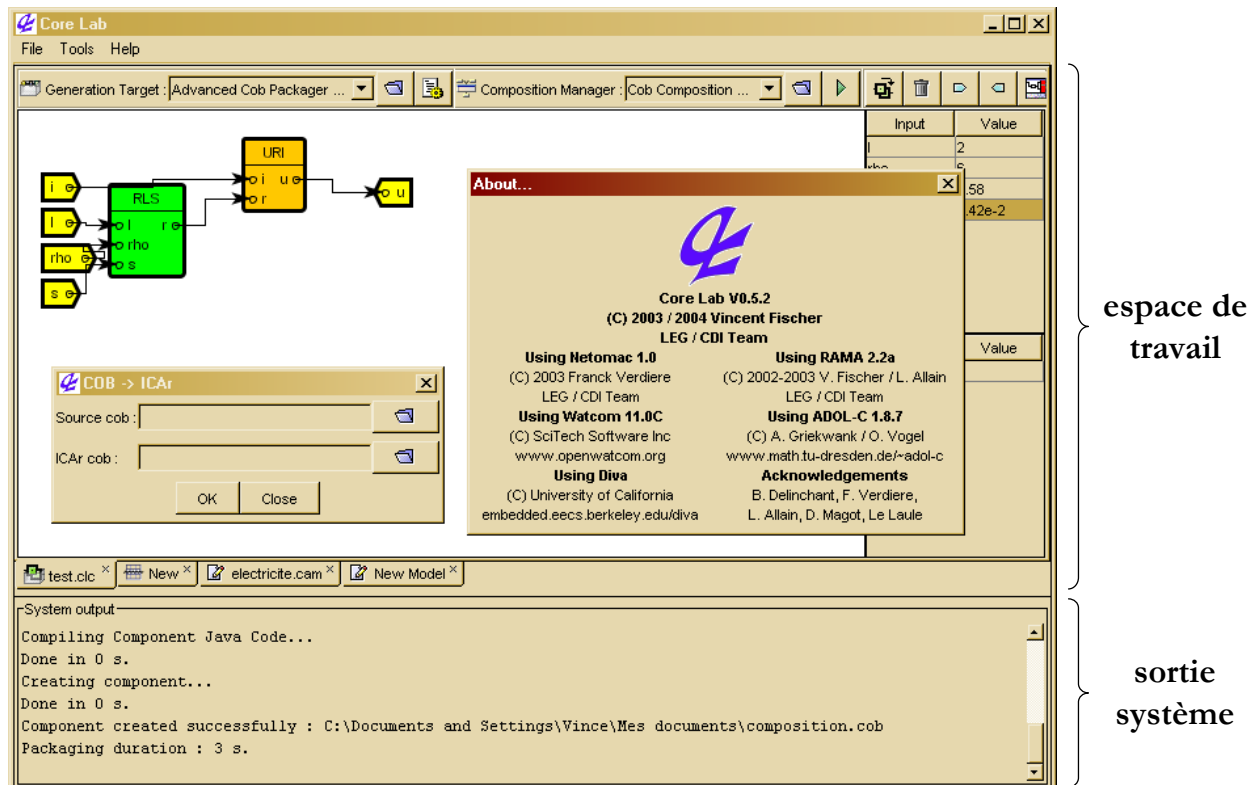 Core Lab
File Tools Help
Generation Target : Advanced Cob Packager ... Composition Manager : Cob Composition ...
Input Value
l 2
rho 6
.58
.42e-2
Value
i
l
rho
s
RLS
l r
rho
s
URI
i u
r
u
About...
Core Lab V0.5.2
(C) 2003 / 2004 Vincent Fischer
LEG / CDI Team
Using Netomac 1.0
(C) 2003 Franck Verdiere
LEG / CDI Team
Using Watcom 11.0C
(C) SciTech Software Inc
www.openwatcom.org
Using Diva
(C) University of California
embedded.eecs.berkeley.edu/diva
Using RAMA 2.2a
(C) 2002-2003 V. Fischer / L. Allain
LEG / CDI Team
Using ADOL-C 1.8.7
(C) A. Griekwank / O. Vogel
www.math.tu-dresden.de/~adol-c
Acknowledgements
B. Delinchant, F. Verdiere,
L. Allain, D. Magot, Le Laule
COB -> ICAr
Source cob :
ICAr cob :
OK Close
test.clc New electricite.cam New Model
System output
Compiling Component Java Code...
Done in 0 s.
Creating component...
Done in 0 s.
Component created successfully : C:\Documents and Settings\Vince\Mes documents\composition.cob
Packaging duration : 3 s.
espace de
travail
sortie
système